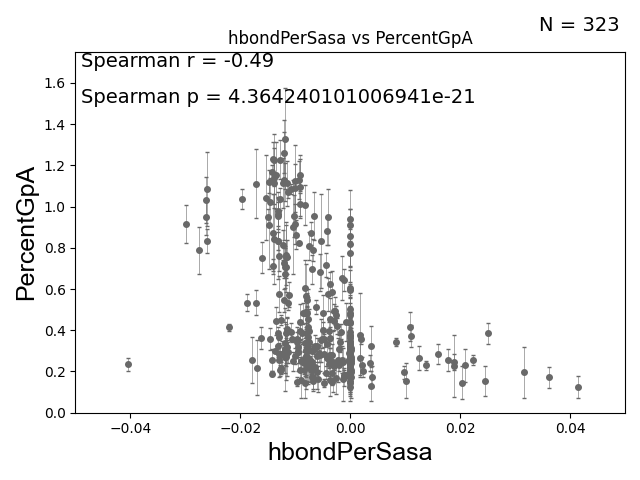 N = 323
hbondPerSasa vs PercentGpA
Spearman r = -0.49
Spearman p = 4.364240101006941e-21
PercentGpA
1.6
1.4
1.2
1.0
0.8
0.6
0.4
0.2
0.0
−0.04 −0.02 0.00 0.02 0.04
hbondPerSasa